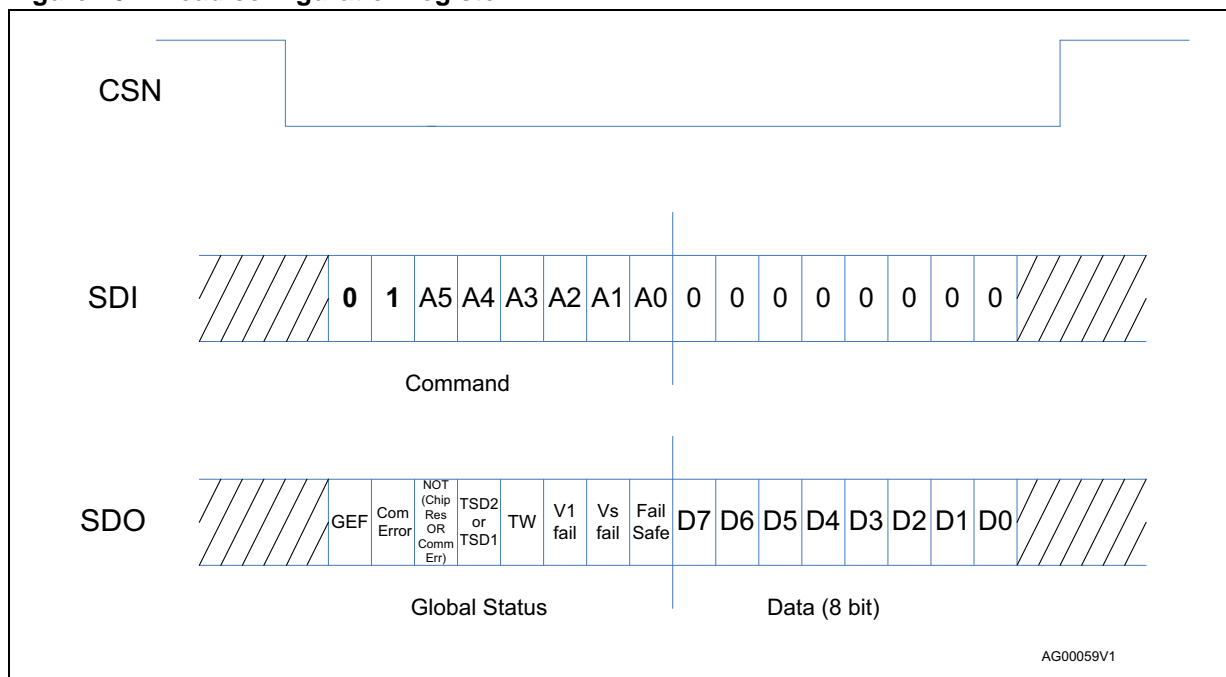 CSN
SDI
0 1 A5 A4 A3 A2 A1 A0 0 0 0 0 0 0 0 0
Command
SDO
GEF
Com
Error
NOT
(Chip
Res
OR
Comm
Err)
TSD2
or
TSD1
TW
V1
fail
Vs
fail
Fail
Safe
D7 D6 D5 D4 D3 D2 D1 D0
Global Status
Data (8 bit)
AG00059V1